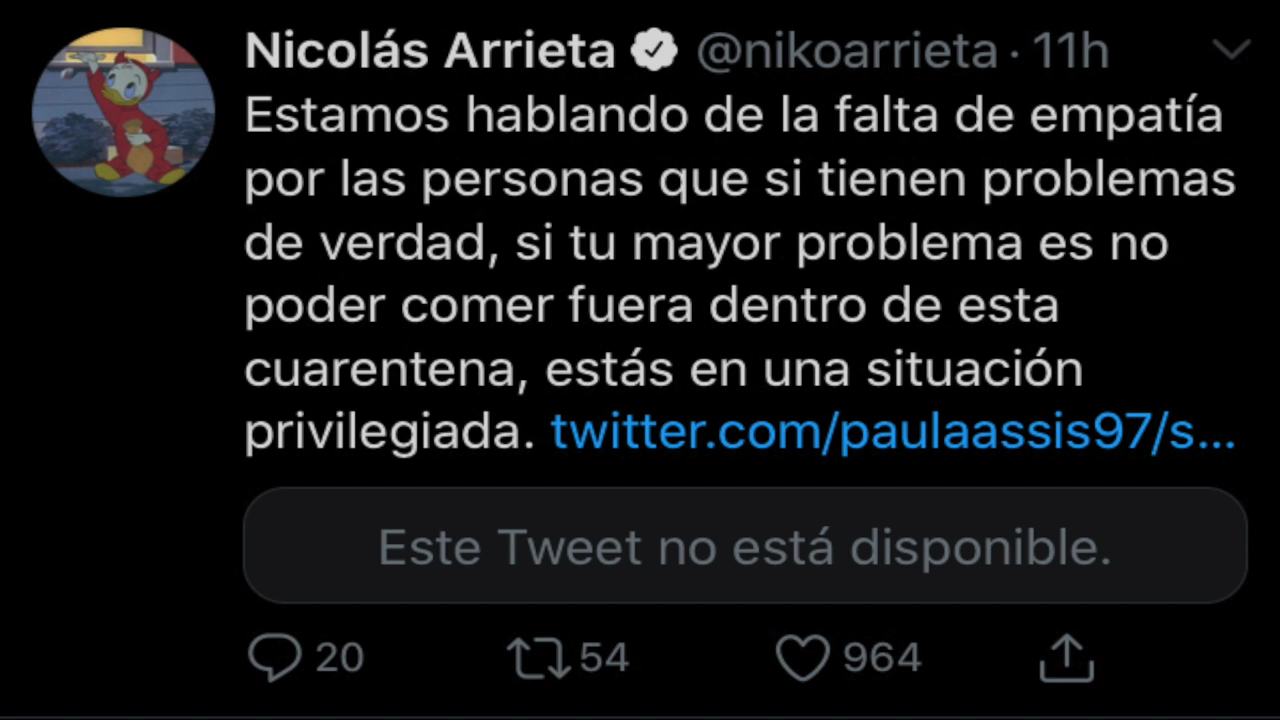 Nicolás Arrieta @nikoarrieta · 11h
Estamos hablando de la falta de empatía
por las personas que si tienen problemas
de verdad, si tu mayor problema es no
poder comer fuera dentro de esta
cuarentena, estás en una situación
privilegiada. twitter.com/paulaassis97/s...
Este Tweet no está disponible.
20 54 964